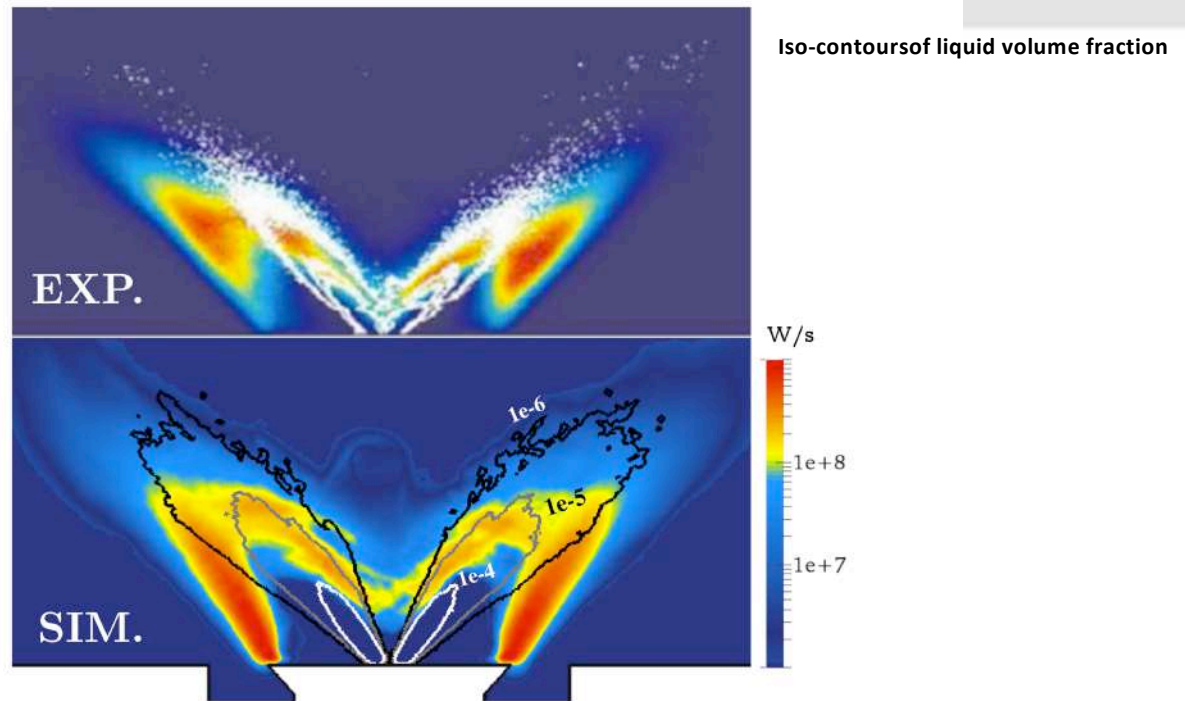 Iso-contoursof liquid volume fraction
EXP.
W/s
1e-6
1e+8
1e-5
1e+7
1e-4
SIM.